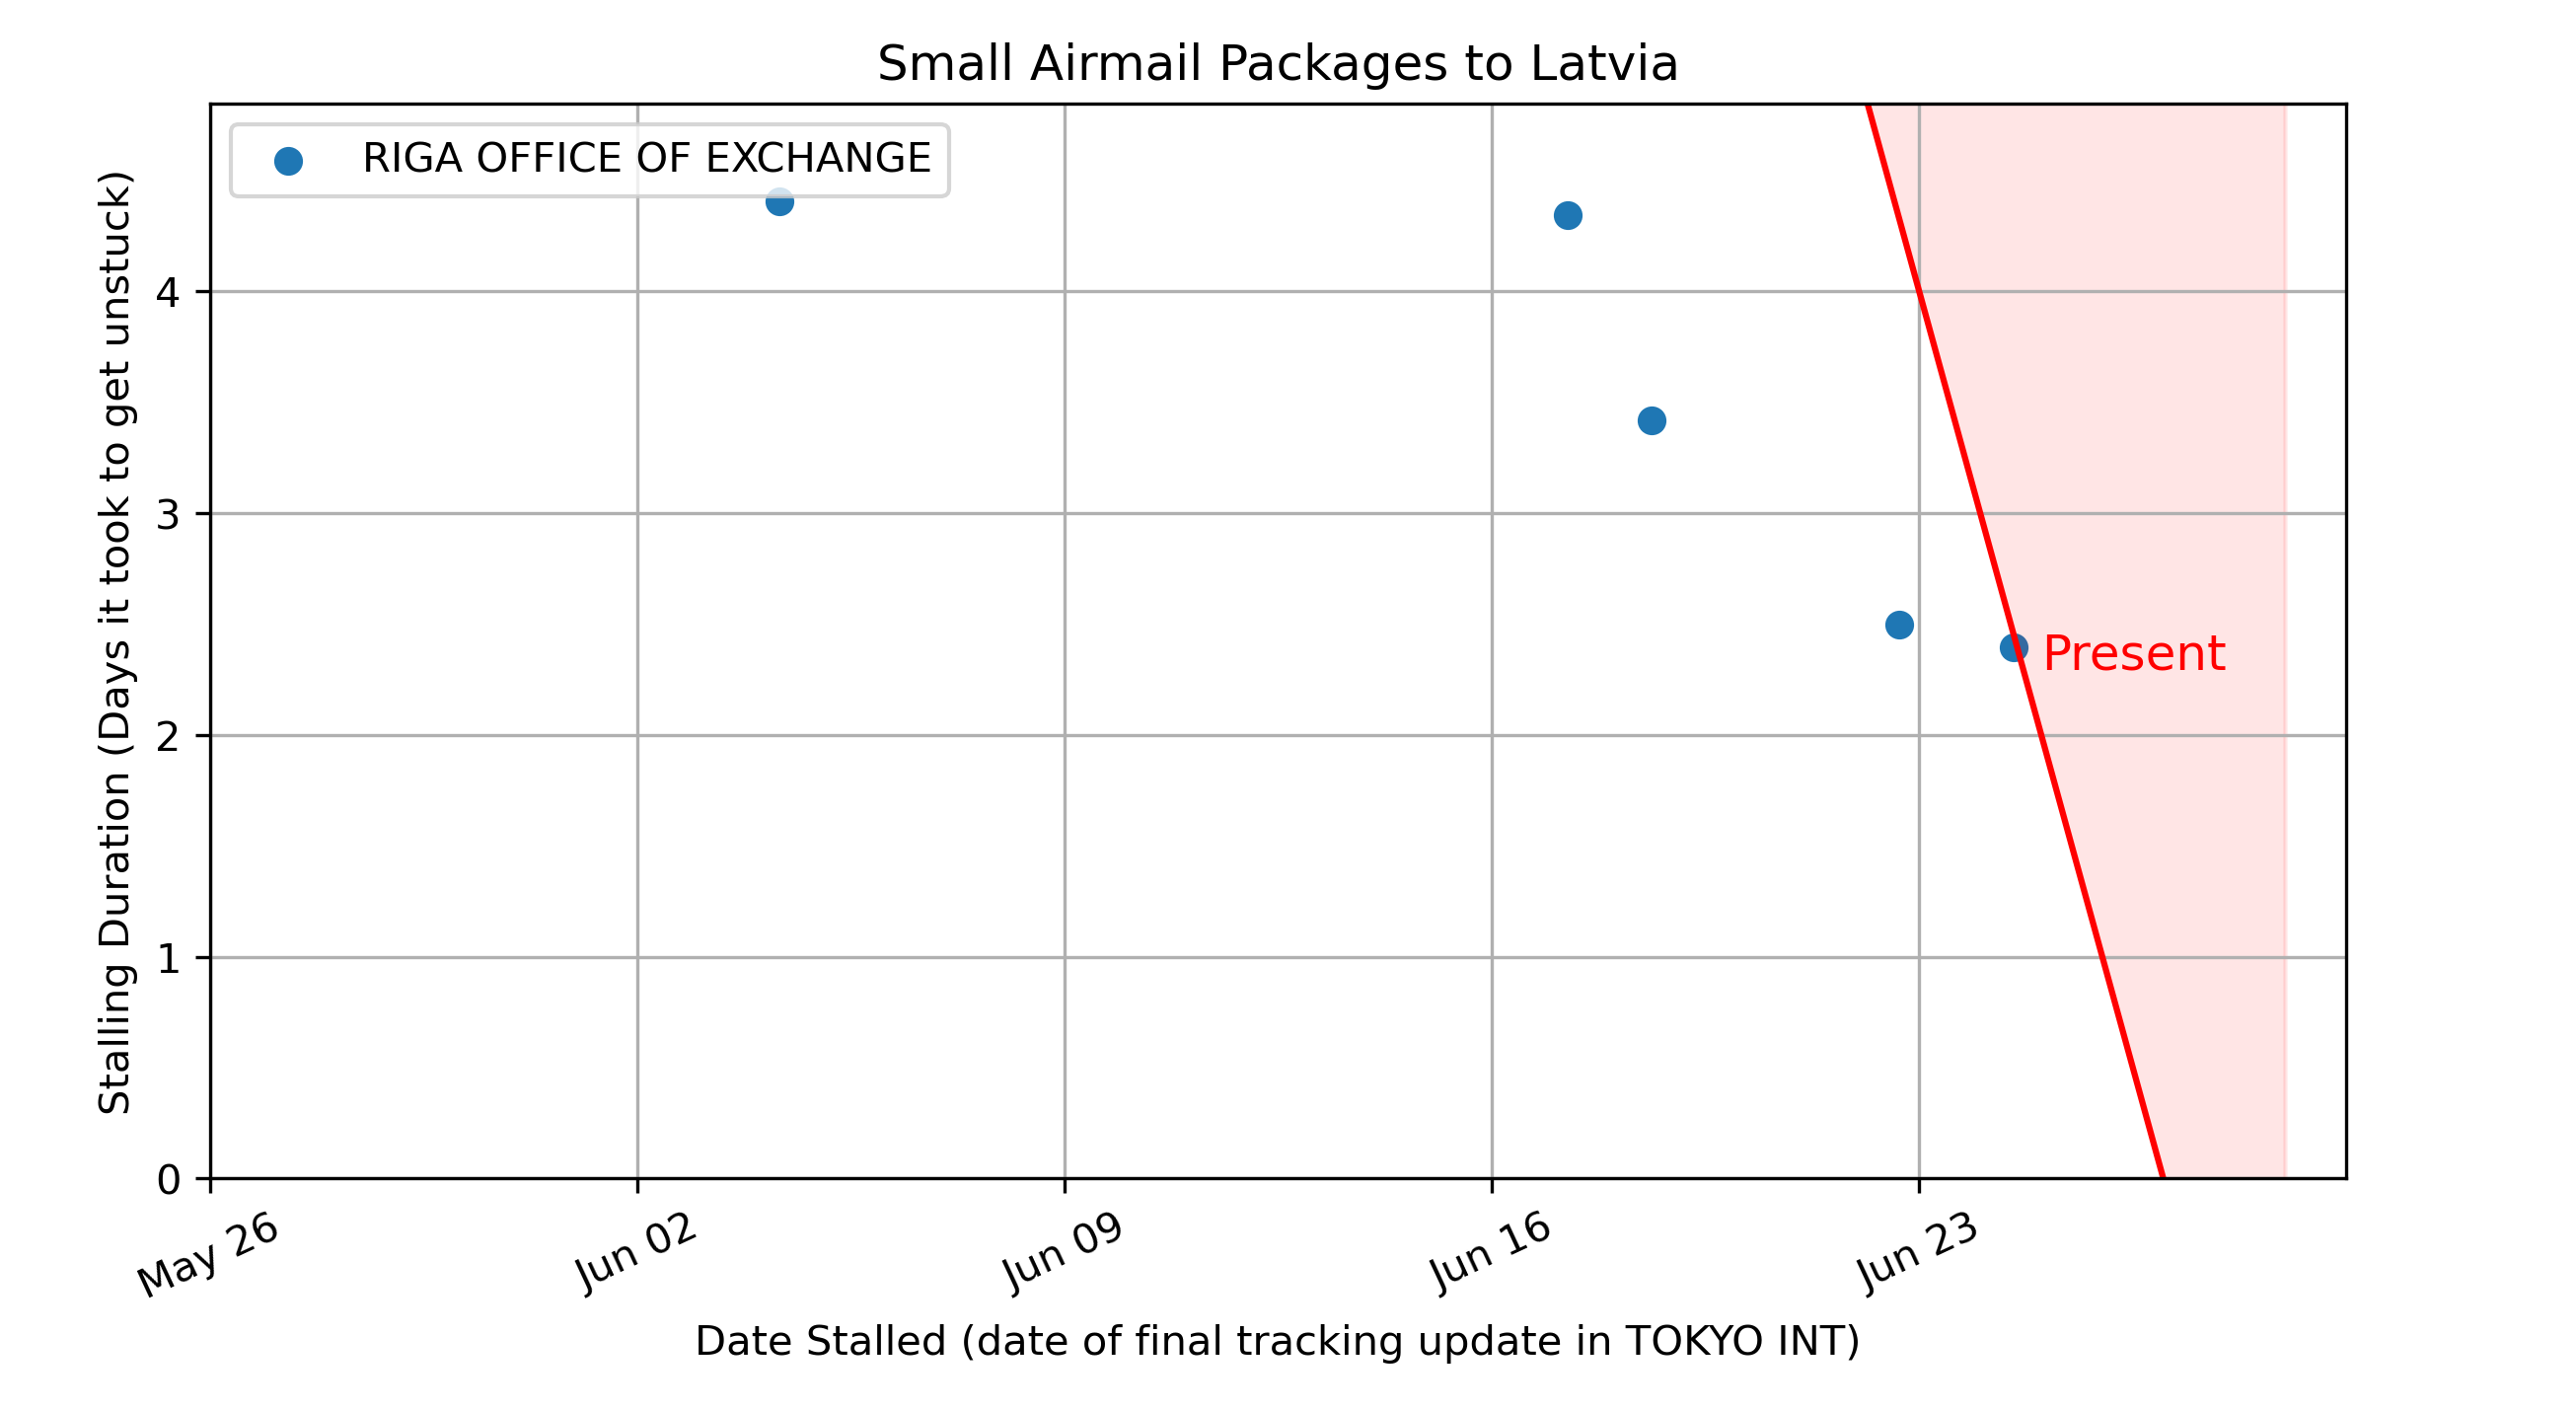 Small Airmail Packages to Latvia
RIGA OFFICE OF EXCHANGE
Stalling Duration (Days it took to get unstuck)
4
3
2
1
0
Present
May 26
Jun 02
Jun 09
Jun 16
Jun 23
Date Stalled (date of final tracking update in TOKYO INT)